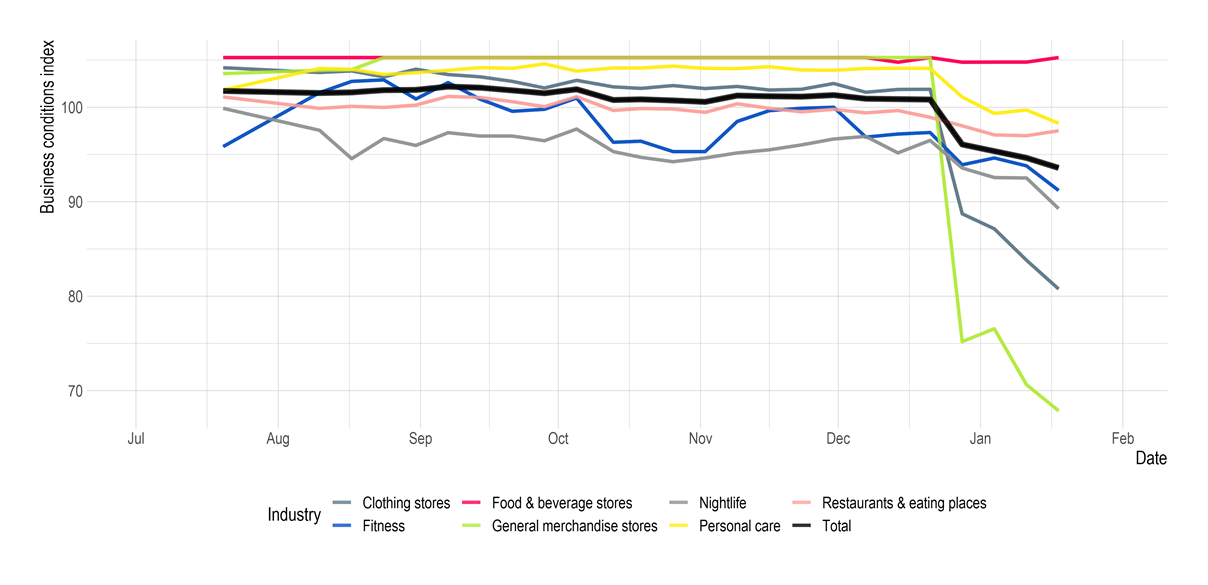 Business conditions index
100
90
80
70
Jul Aug Sep Oct Nov Dec Jan Feb
Date
Industry
Clothing stores Food & beverage stores Nightlife Restaurants & eating places
Fitness General merchandise stores Personal care Total